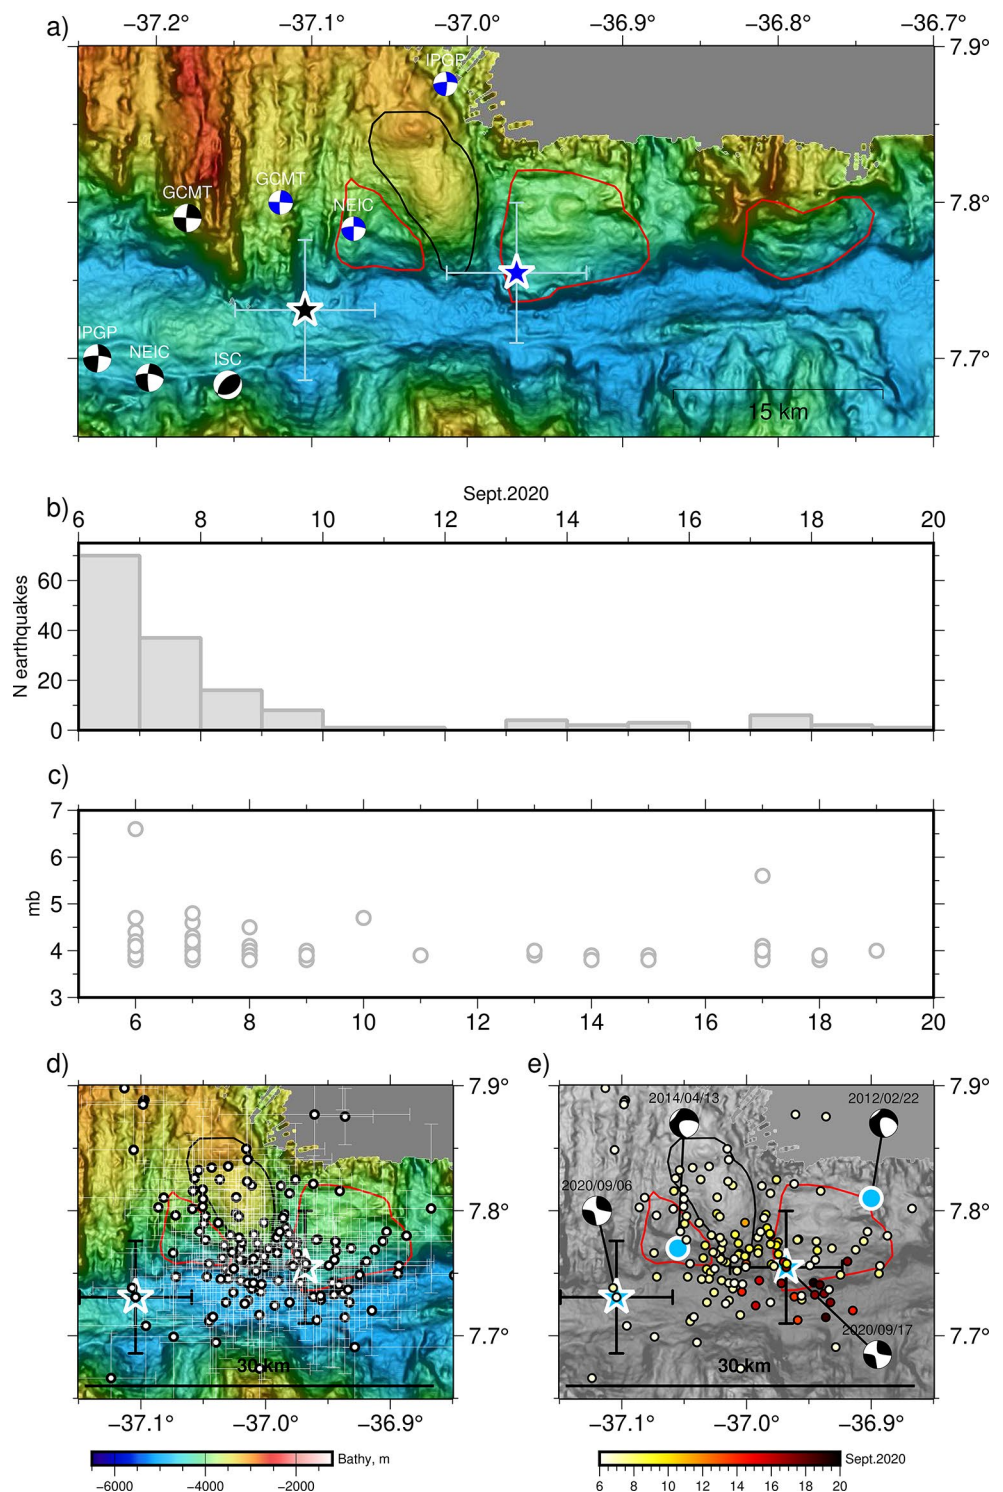 a)
−37.2° −37.1° −37.0° −36.9° −36.8° −36.7°
7.9°
IPGP
GCMT GCMT
NEIC
7.8°
IPGP
NEIC
ISC
7.7°
15 km
Sept.2020
b)
6 8 10 12 14 16 18 20
N earthquakes
60
40
20
0
c)
mb
7
6
5
4
3
6 8 10 12 14 16 18 20
d)
7.9°
7.8°
7.7°
30 km
−37.1° −37.0° −36.9°
−6000 −4000 −2000
Bathy, m
e)
7.9°
2014/04/13 2012/02/22
2020/09/06
7.8°
2020/09/17
7.7°
30 km
−37.1° −37.0° −36.9°
6 8 10 12 14 16 18 20
Sept.2020